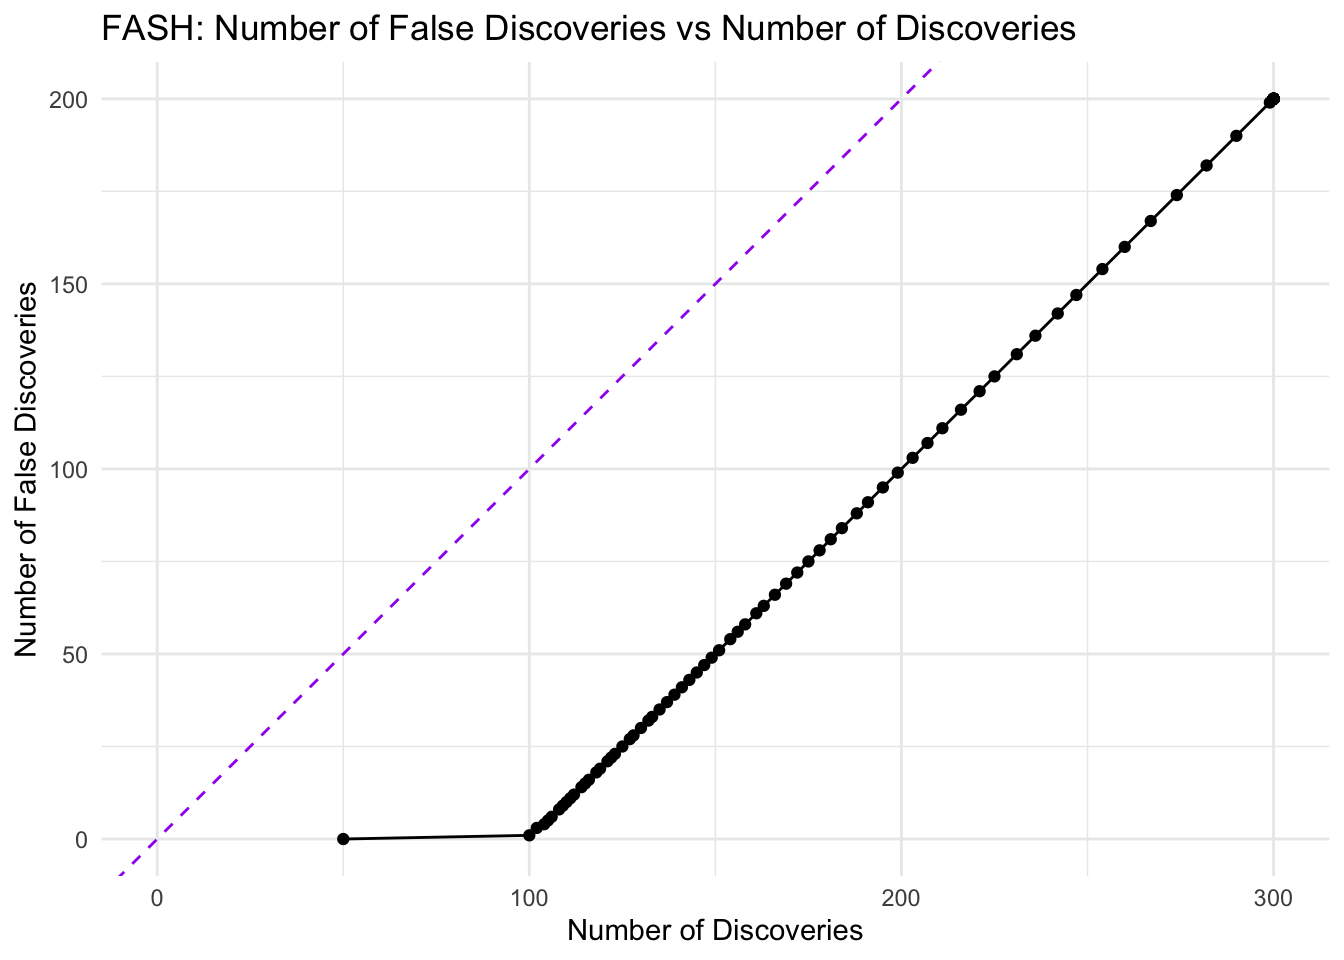 FASH: Number of False Discoveries vs Number of Discoveries
Number of False Discoveries
200
150
100
50
0
0 100 200 300
Number of Discoveries